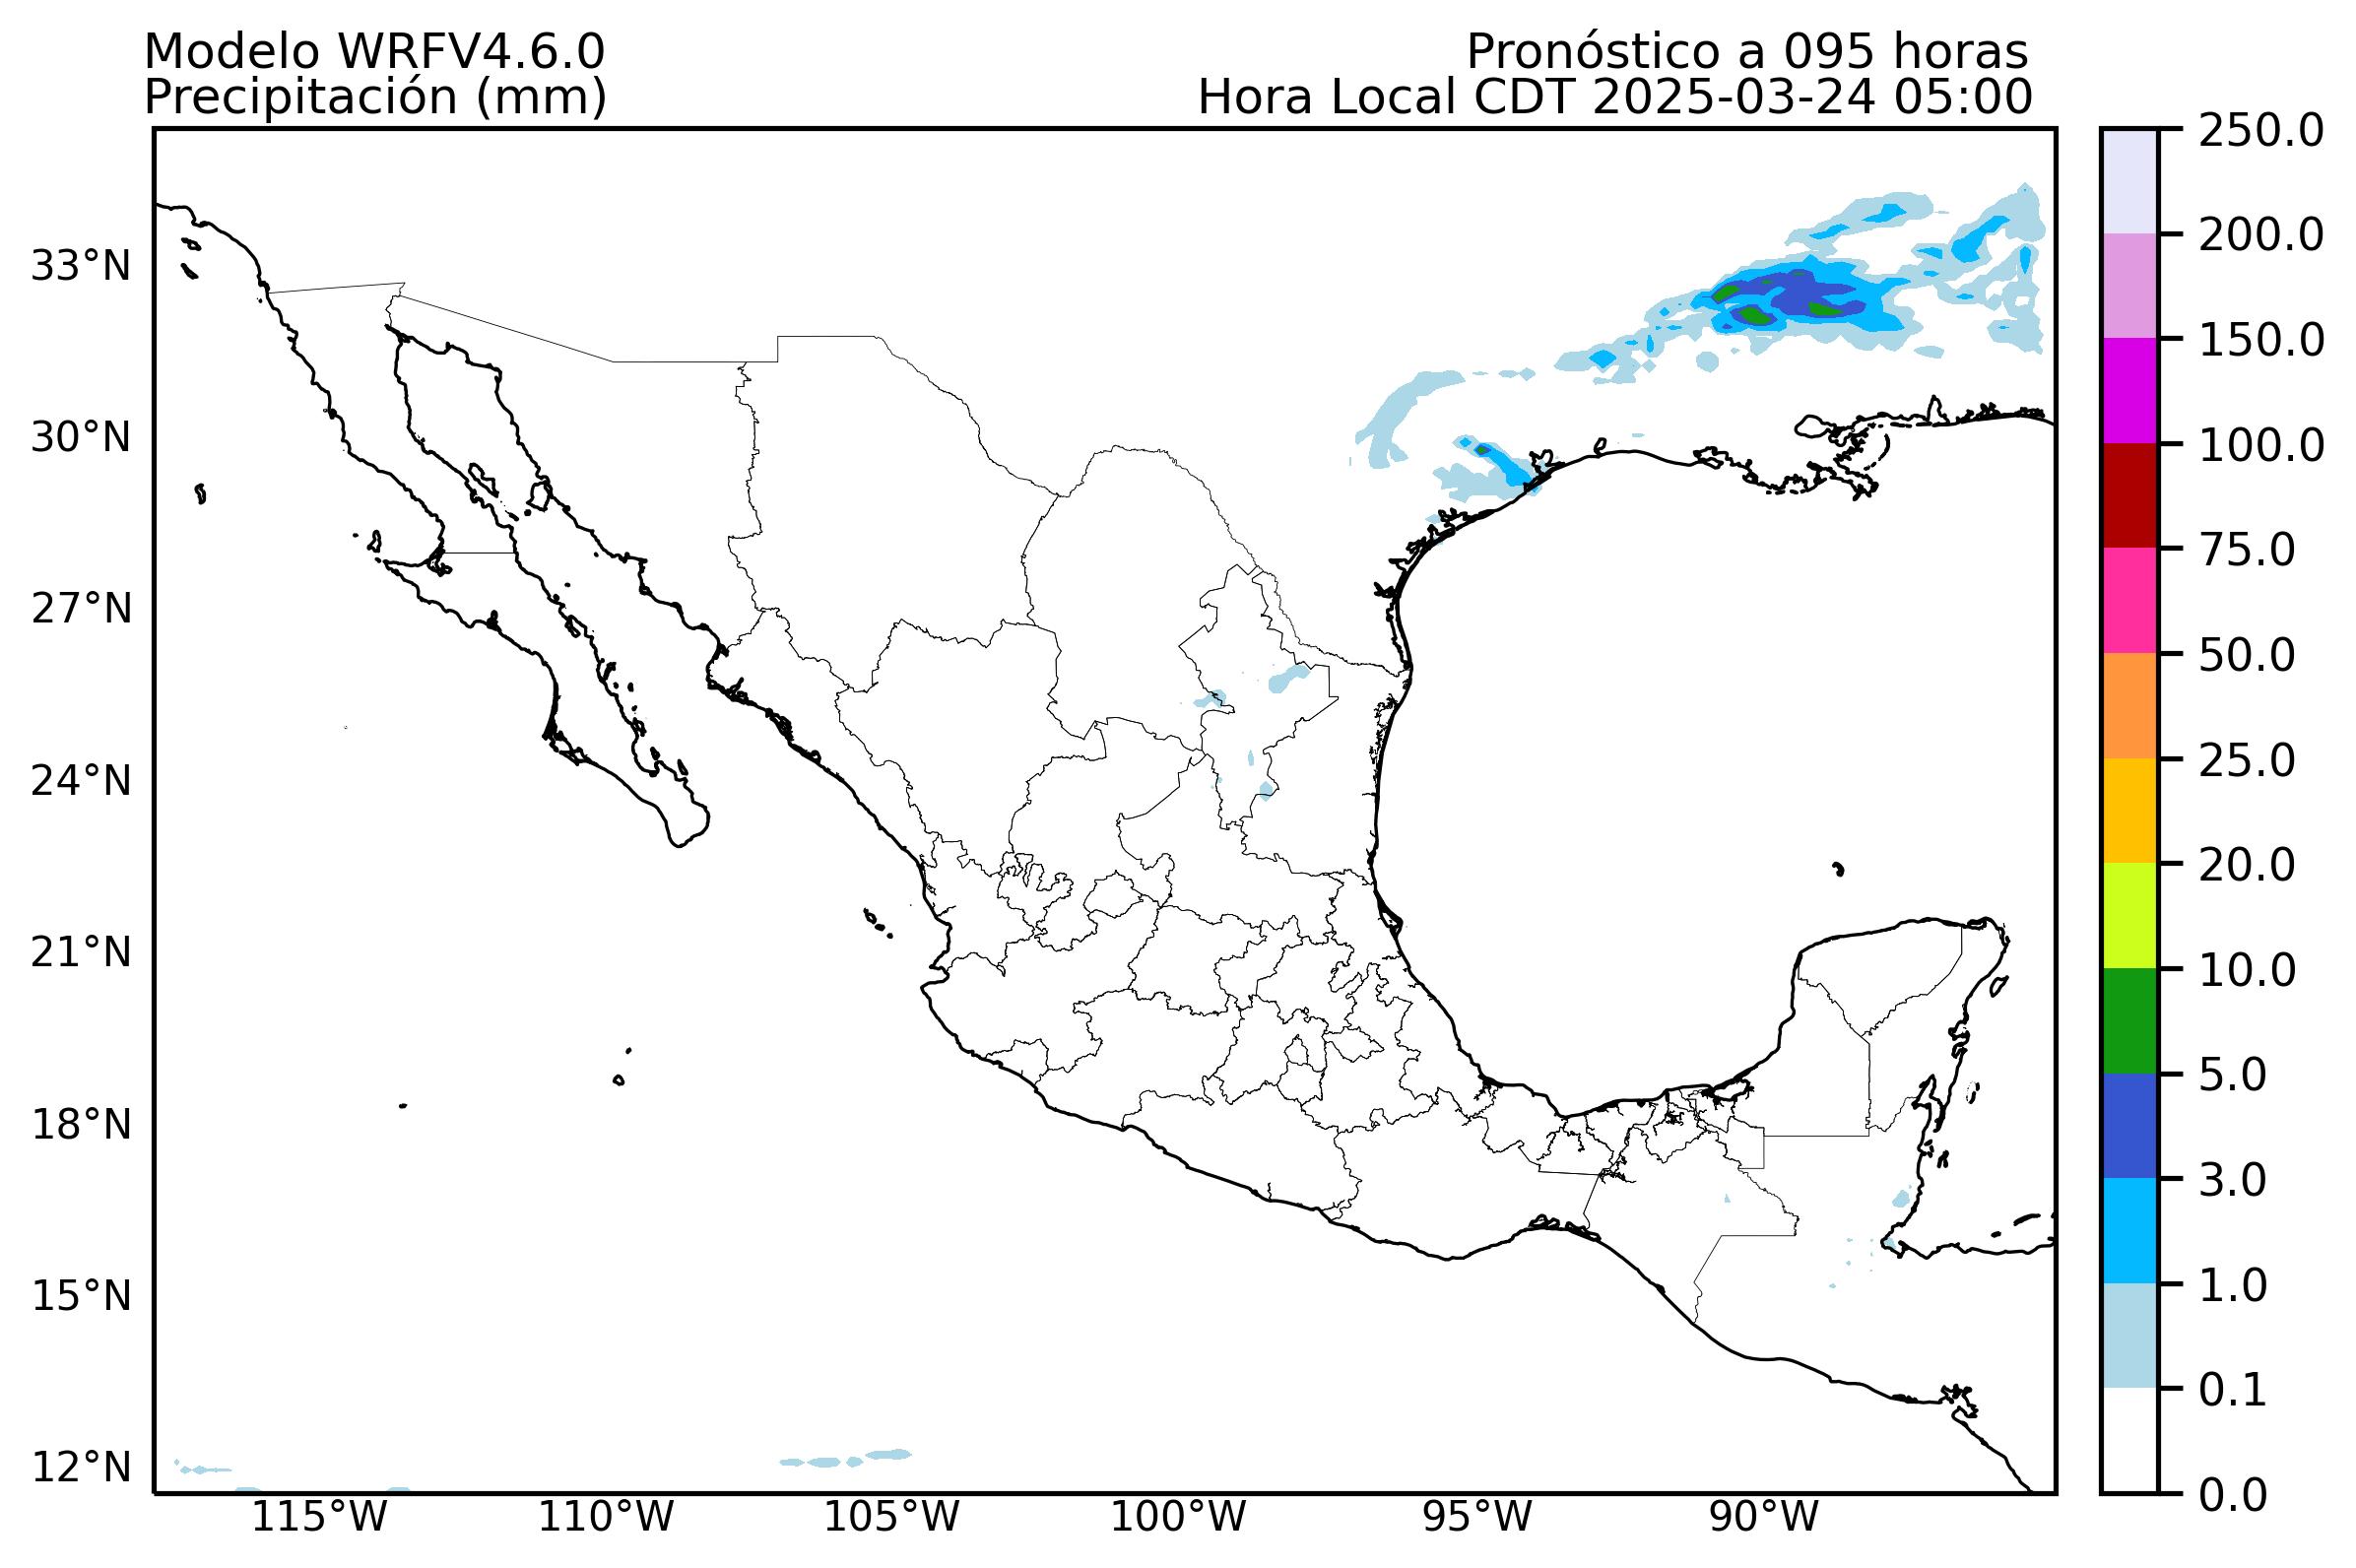 Modelo WRFV4.6.0
Precipitación (mm)
Pronóstico a 095 horas
Hora Local CDT 2025-03-24 05:00
33°N
30°N
27°N
24°N
21°N
18°N
15°N
12°N
115°W
110°W
105°W
100°W
95°W
90°W
250.0
200.0
150.0
100.0
75.0
50.0
25.0
20.0
10.0
5.0
3.0
1.0
0.1
0.0